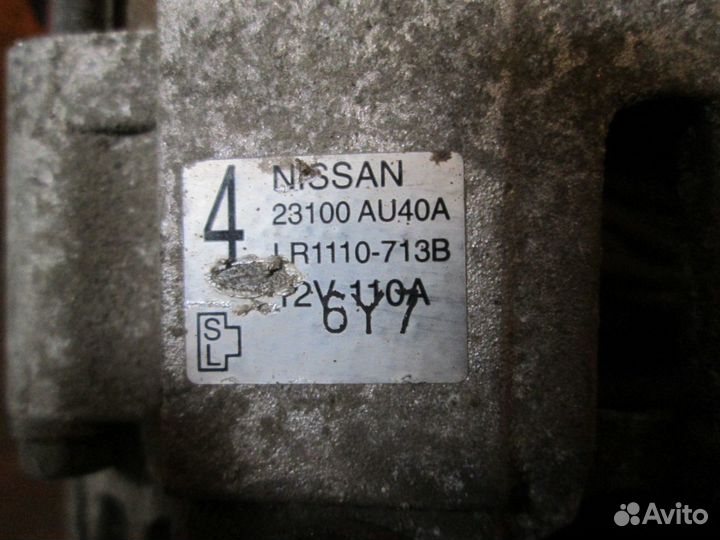 4
NISSAN
23100 AU40A
LR1110-713B
12V-110A
6Y7
S
L
Avito